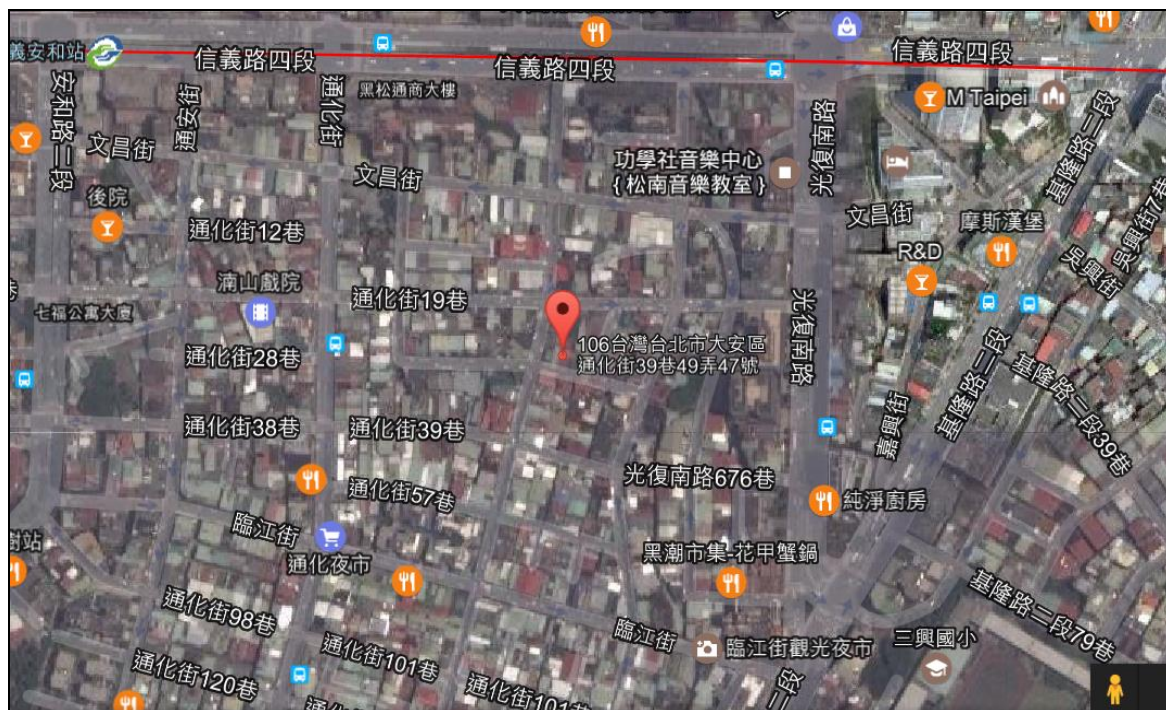 義安和站
信義路四段
信義路四段
信義路四段
安和路二段
通安街
通化街
黑松通商大樓
光復南路
M Taipei
基隆路二段
文昌街
文昌街
功學社音樂中心
{ 松南音樂教室 }
文昌街
後院
通化街12巷
R&D
摩斯漢堡
吳興街
吳興街7巷
湳山戲院
通化街19巷
七福公寓大廈
巷
106台灣台北市大安區
通化街39巷49弄47號
光復南路
通化街28巷
基隆路二段
基隆路二段39巷
通化街38巷
通化街39巷
嘉興街
光復南路676巷
通化街57巷
純淨廚房
臨江街
樹站
通化夜市
黑潮市集-花甲蟹鍋
通化街98巷
臨江街
臨江街觀光夜市
三興國小
基隆路二段79巷
通化街101巷
通化街120巷
通化街101巷
二段